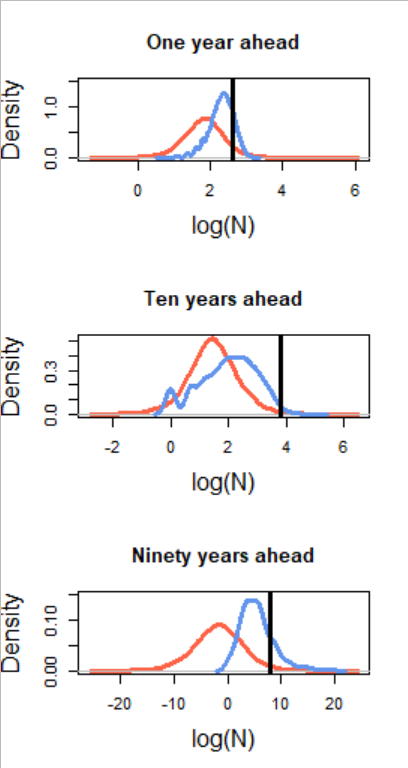 One year ahead
Density
0.0 1.0
0 2 4 6
log(N)
Ten years ahead
Density
0.0 0.3
-2 0 2 4 6
log(N)
Ninety years ahead
Density
0.00 0.10
-20 -10 0 10 20
log(N)